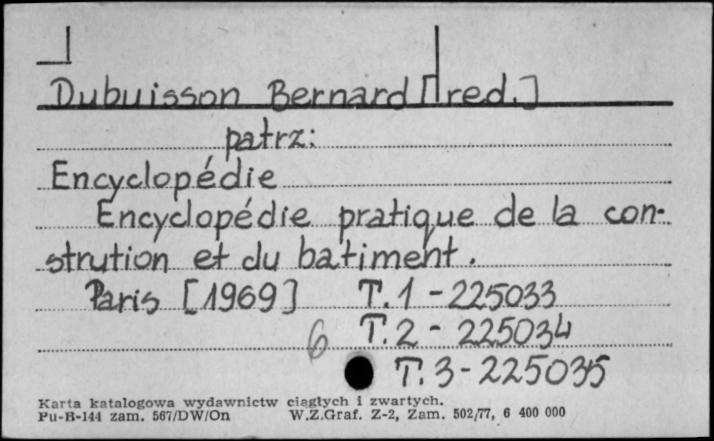 Dubuisson Bernard [red.]
patrz:
Encyclopédie
Encyclopédie pratique de la con-
strution et du batiment.
Paris [1969] T.1 - 225033
6 T.2 - 225034
T.3 - 225035
Karta katalogowa wydawnictw ciągłych i zwartych.
Pu-B-144 zam. 567/DW/On W.Z.Graf. Z-2, Zam. 502/77, 6 400 000